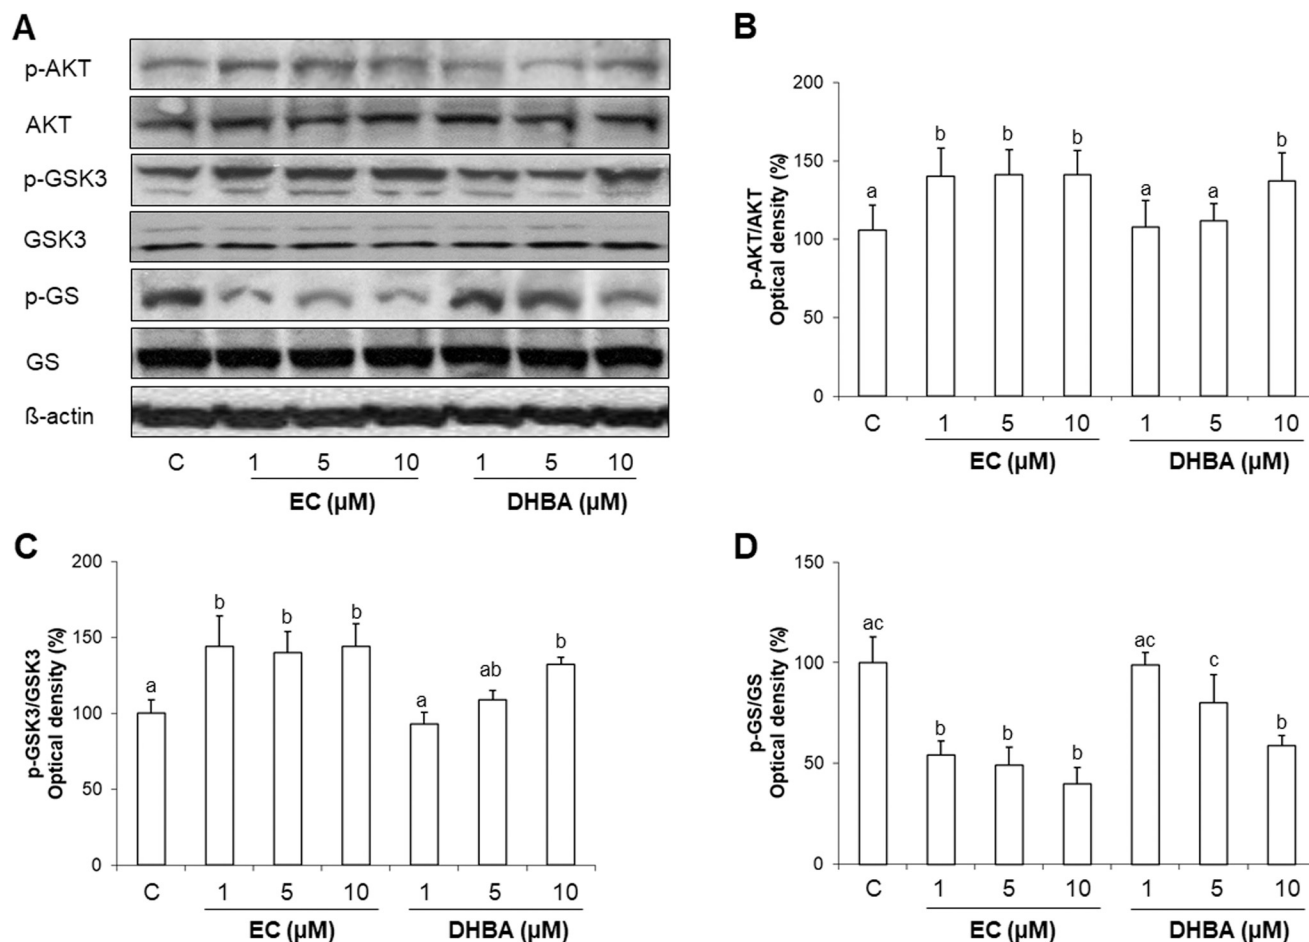 A
p-AKT
AKT
p-GSK3
GSK3
p-GS
GS
ß-actin
C 1 5 10 1 5 10
EC (µM) DHBA (µM)
B
p-AKT/AKT
Optical density (%)
200
150
100
50
0
a b b b a a b
C 1 5 10 1 5 10
EC (µM) DHBA (µM)
C
p-GSK3/GSK3
Optical density (%)
200
150
100
50
0
a b b b a ab b
C 1 5 10 1 5 10
EC (µM) DHBA (µM)
D
p-GS/GS
Optical density (%)
150
100
50
0
ac b b b ac c b
C 1 5 10 1 5 10
EC (µM) DHBA (µM)